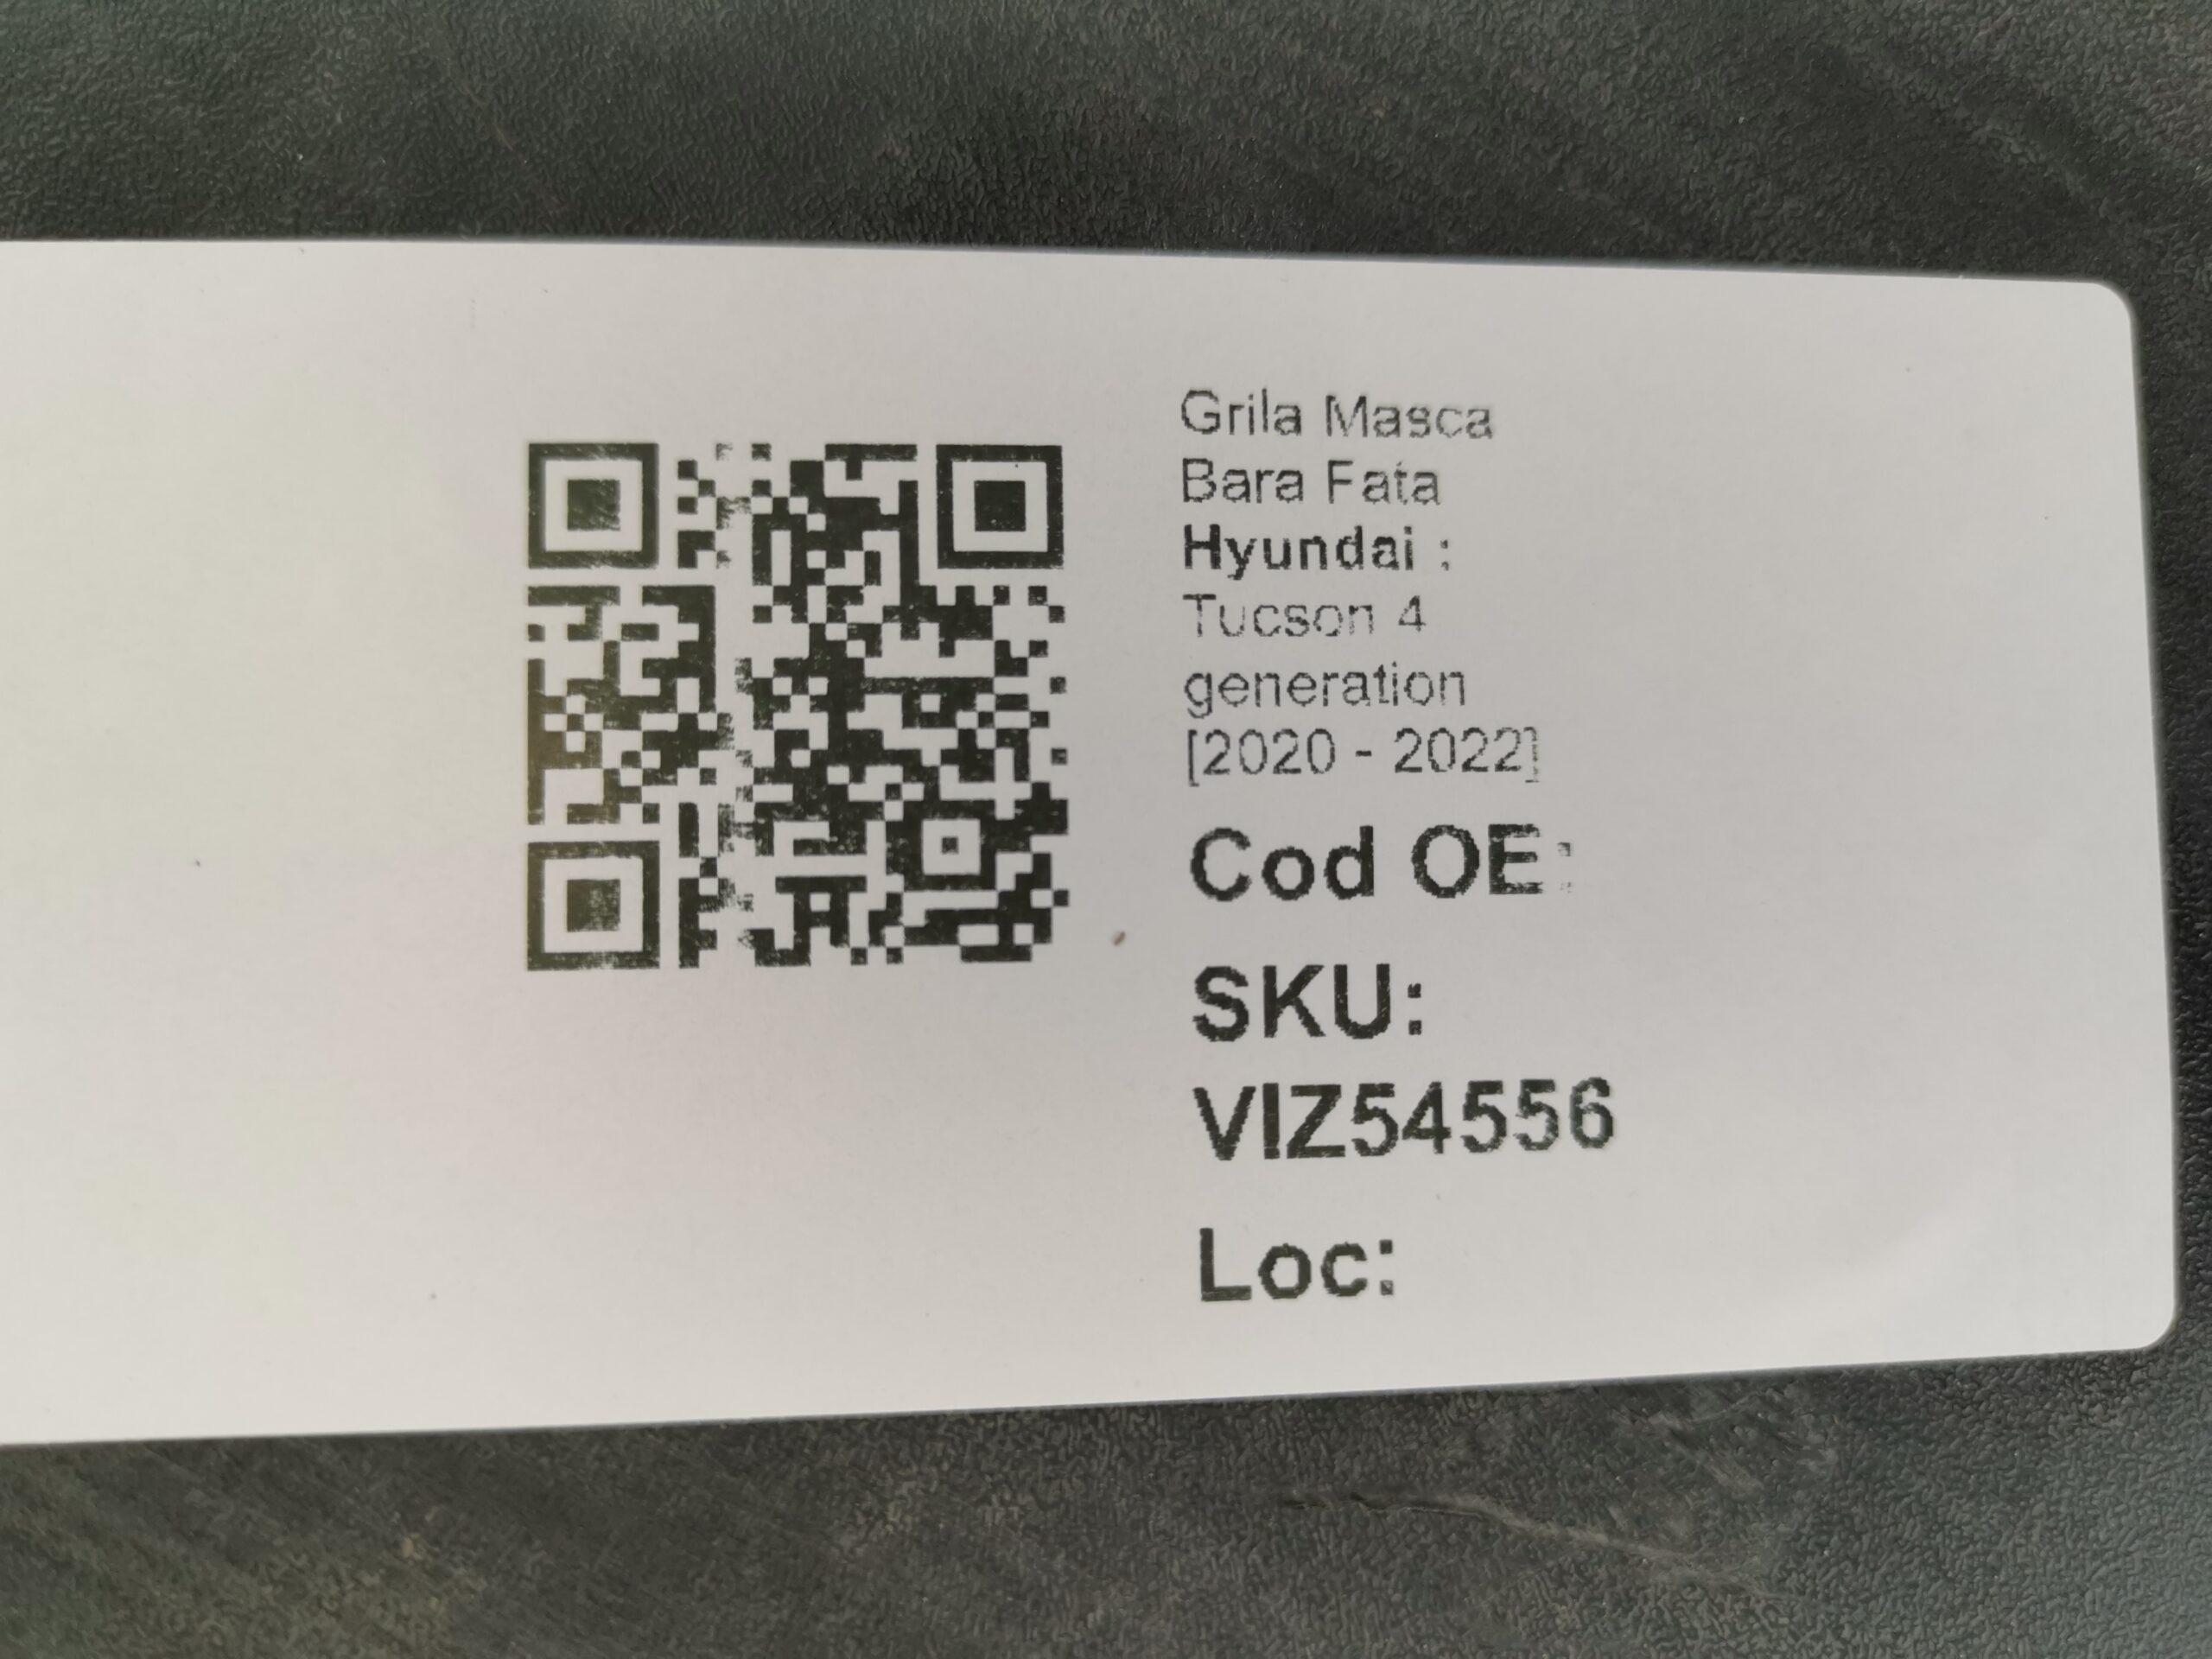 Grila Masca
Bara Fata
Hyundai :
Tucson 4
generation
[2020 - 2022]
Cod OE:
SKU:
VIZ54556
Loc: